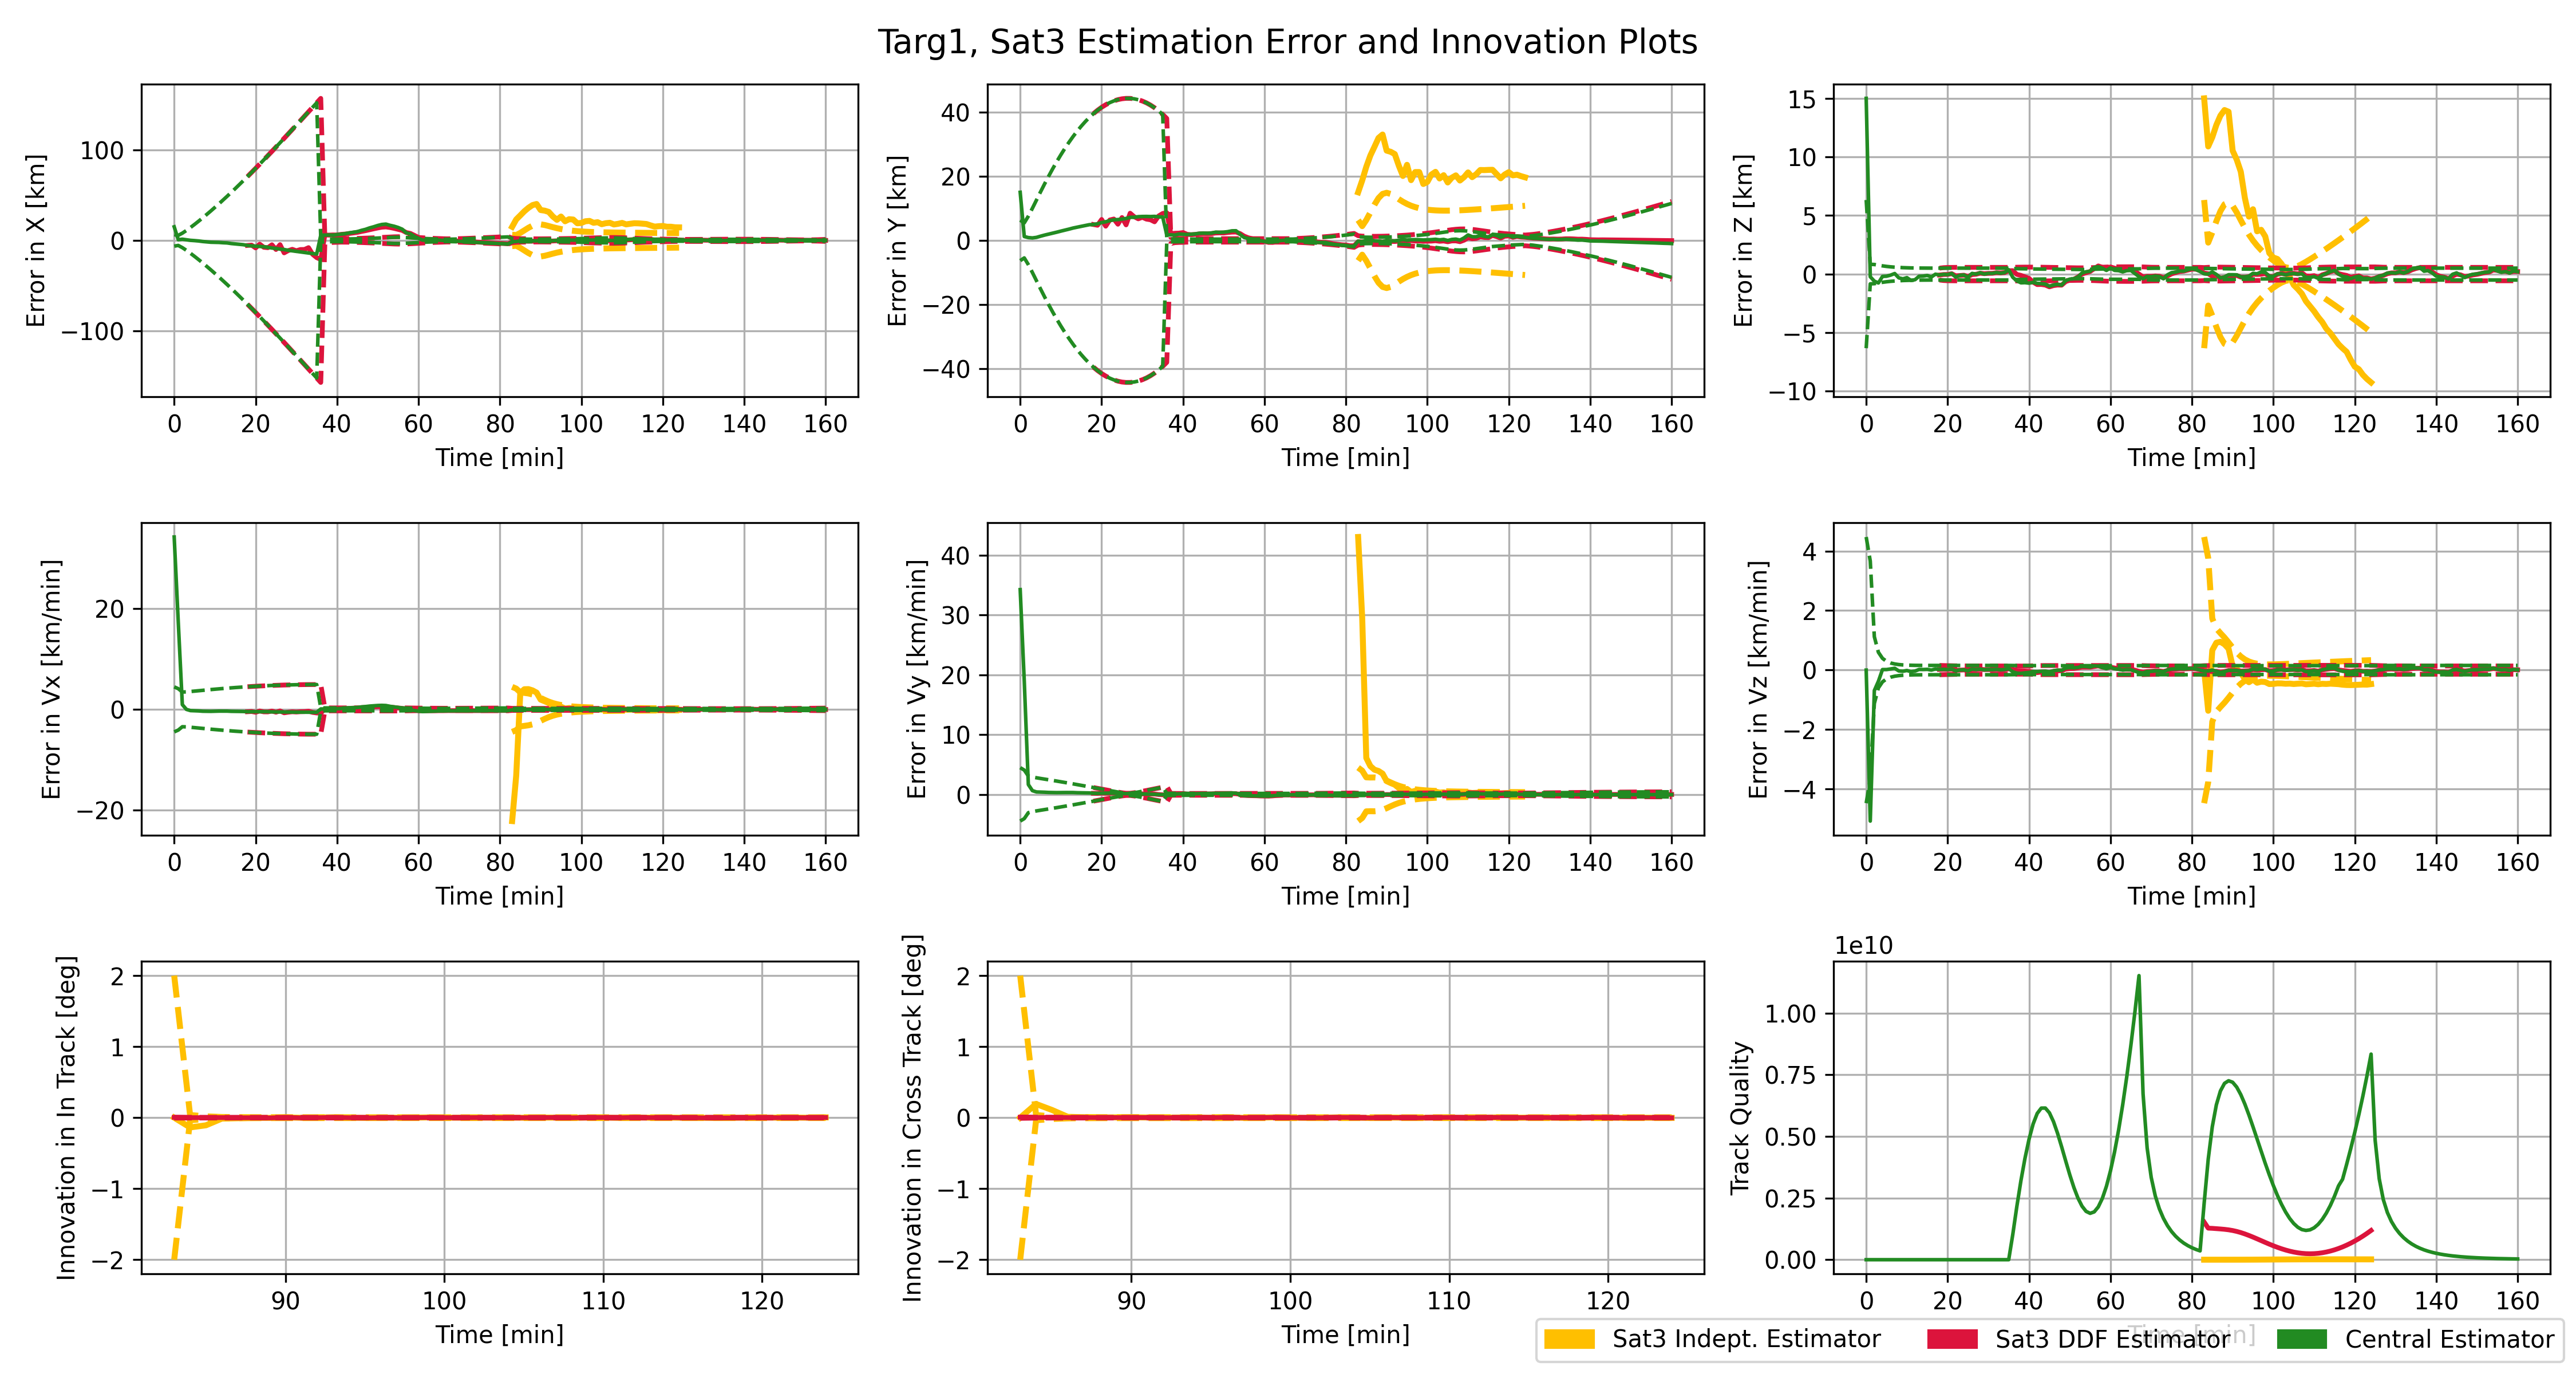 Targ1, Sat3 Estimation Error and Innovation Plots
Error in X [km]
100
0
−100
0 20 40 60 80 100 120 140 160
Time [min]
Error in Y [km]
40
20
0
−20
−40
0 20 40 60 80 100 120 140 160
Time [min]
Error in Z [km]
15
10
5
0
−5
−10
0 20 40 60 80 100 120 140 160
Time [min]
Error in Vx [km/min]
20
0
−20
0 20 40 60 80 100 120 140 160
Time [min]
Error in Vy [km/min]
40
30
20
10
0
0 20 40 60 80 100 120 140 160
Time [min]
Error in Vz [km/min]
4
2
0
−2
−4
0 20 40 60 80 100 120 140 160
Time [min]
Innovation in In Track [deg]
2
1
0
−1
−2
90 100 110 120
Time [min]
Innovation in Cross Track [deg]
2
1
0
−1
−2
90 100 110 120
Time [min]
1e10
Track Quality
1.00
0.75
0.50
0.25
0.00
0 20 40 60 80 100 120 140 160
Time [min]
Sat3 Indept. Estimator Sat3 DDF Estimator Central Estimator